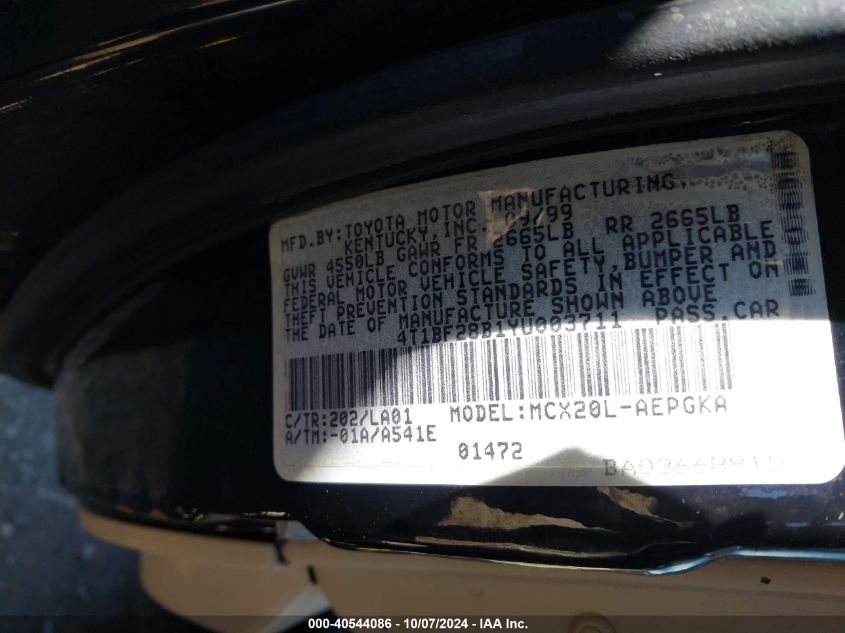 MFD.BY:TOYOTA MOTOR MANUFACTURING,
KENTUCKY,INC. 09/99
GVWR 4550LB GAWR FR 2665LB RR 2665LB
THIS VEHICLE CONFORMS TO ALL APPLICABLE
FEDERAL MOTOR VEHICLE SAFETY,BUMPER,AND
THEFT PREVENTION STANDARDS IN EFFECT ON
THE DATE OF MANUFACTURE SHOWN ABOVE
4T1BF28B1YU003711 PASS.CAR
C/TR:202/LA01 MODEL:MCX20L-AEPGKA
A/TM:-01A/A541E
01472
000-40544086 - 10/07/2024 - IAA Inc.